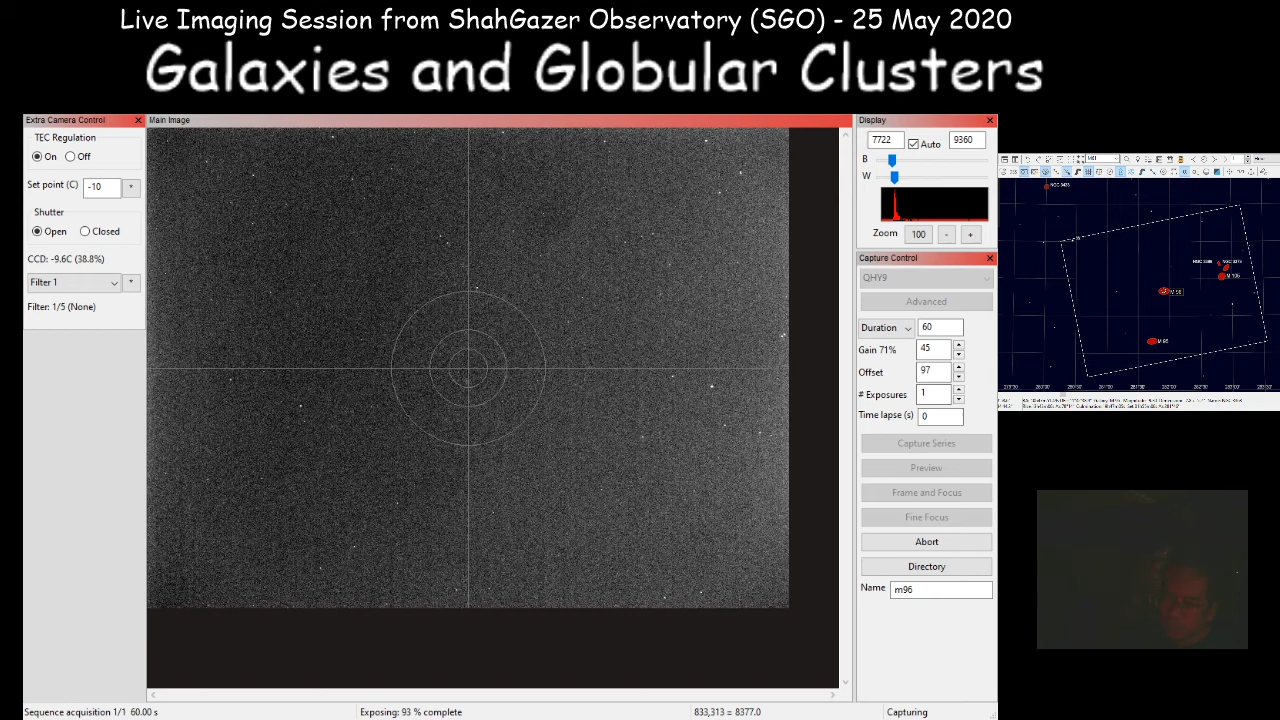 Live Imaging Session from ShahGazer Observatory (SGO) - 25 May 2020
Galaxies and Globular Clusters
Extra Camera Control
TEC Regulation
On Off
Set point (C) -10 *
Shutter
Open Closed
CCD: -9.6C (38.8%)
Filter 1 *
Filter: 1/5 (None)
Main Image
Display
7722 Auto 9360
B
W
Zoom 100 - +
Capture Control
QHY9
Advanced
Duration 60
Gain 71% 45
Offset 97
# Exposures 1
Time lapse (s) 0
Capture Series
Preview
Frame and Focus
Fine Focus
Abort
Directory
Name m96
M 105
M 96
M 95
Sequence acquisition 1/1 60.00 s
Exposing: 93 % complete
833,313 = 8377.0
Capturing